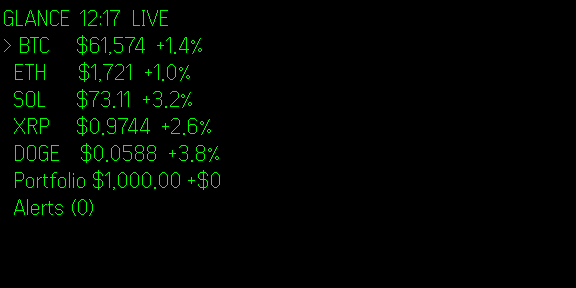 GLANCE 12:17 LIVE
> BTC $61,574 +1.4%
ETH $1,721 +1.0%
SOL $73.11 +3.2%
XRP $0.9744 +2.6%
DOGE $0.0588 +3.8%
Portfolio $1,000.00 +$0
Alerts (0)